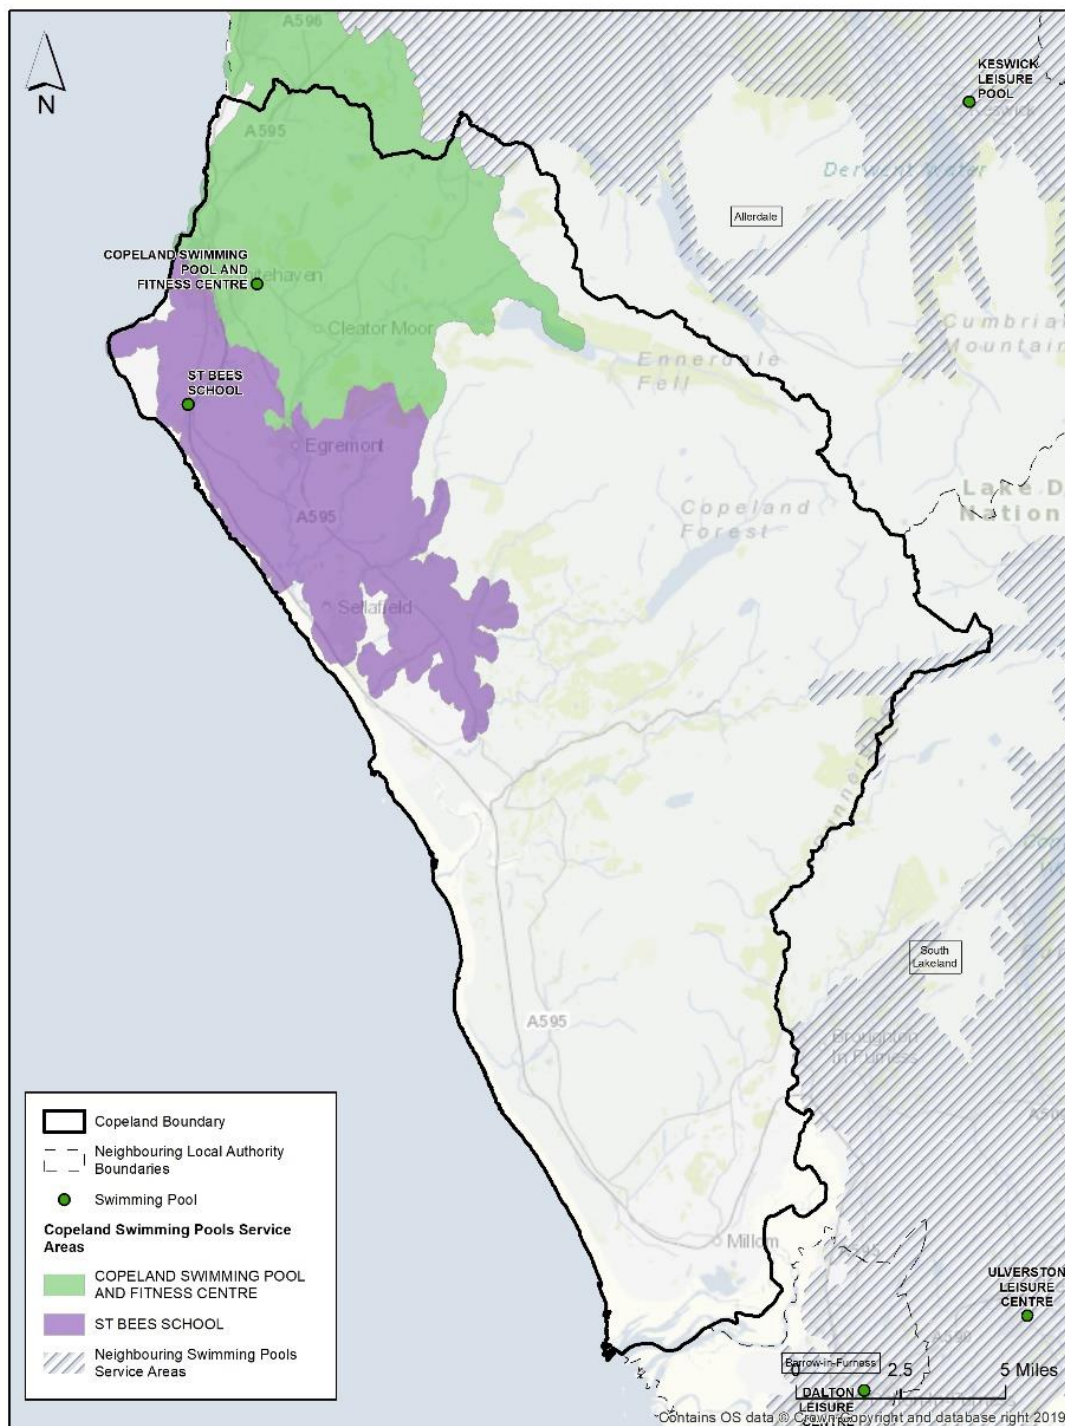 A596
KESWICK
LEISURE
POOL
N
A595
Derwent Water
Allerdale
COPELAND SWIMMING
POOL AND
FITNESS CENTRE
Cleator Moor
Cumbrian
Mountain
Ennerdale
Fell
ST BEES
SCHOOL
Egremont
Lake D
Nation
A595
Copeland
Forest
Sellafield
South
Lakeland
A595
Broughton
In Furness
Copeland Boundary
Neighbouring Local Authority
Boundaries
Swimming Pool
Copeland Swimming Pools Service
Areas
COPELAND SWIMMING POOL
AND FITNESS CENTRE
ST BEES SCHOOL
Neighbouring Swimming Pools
Service Areas
Millom
A595
ULVERSTON
LEISURE
CENTRE
Barrow-in-Furness
0 2.5 5 Miles
DALTON
LEISURE
CENTRE
Contains OS data © Crown Copyright and database right 2019